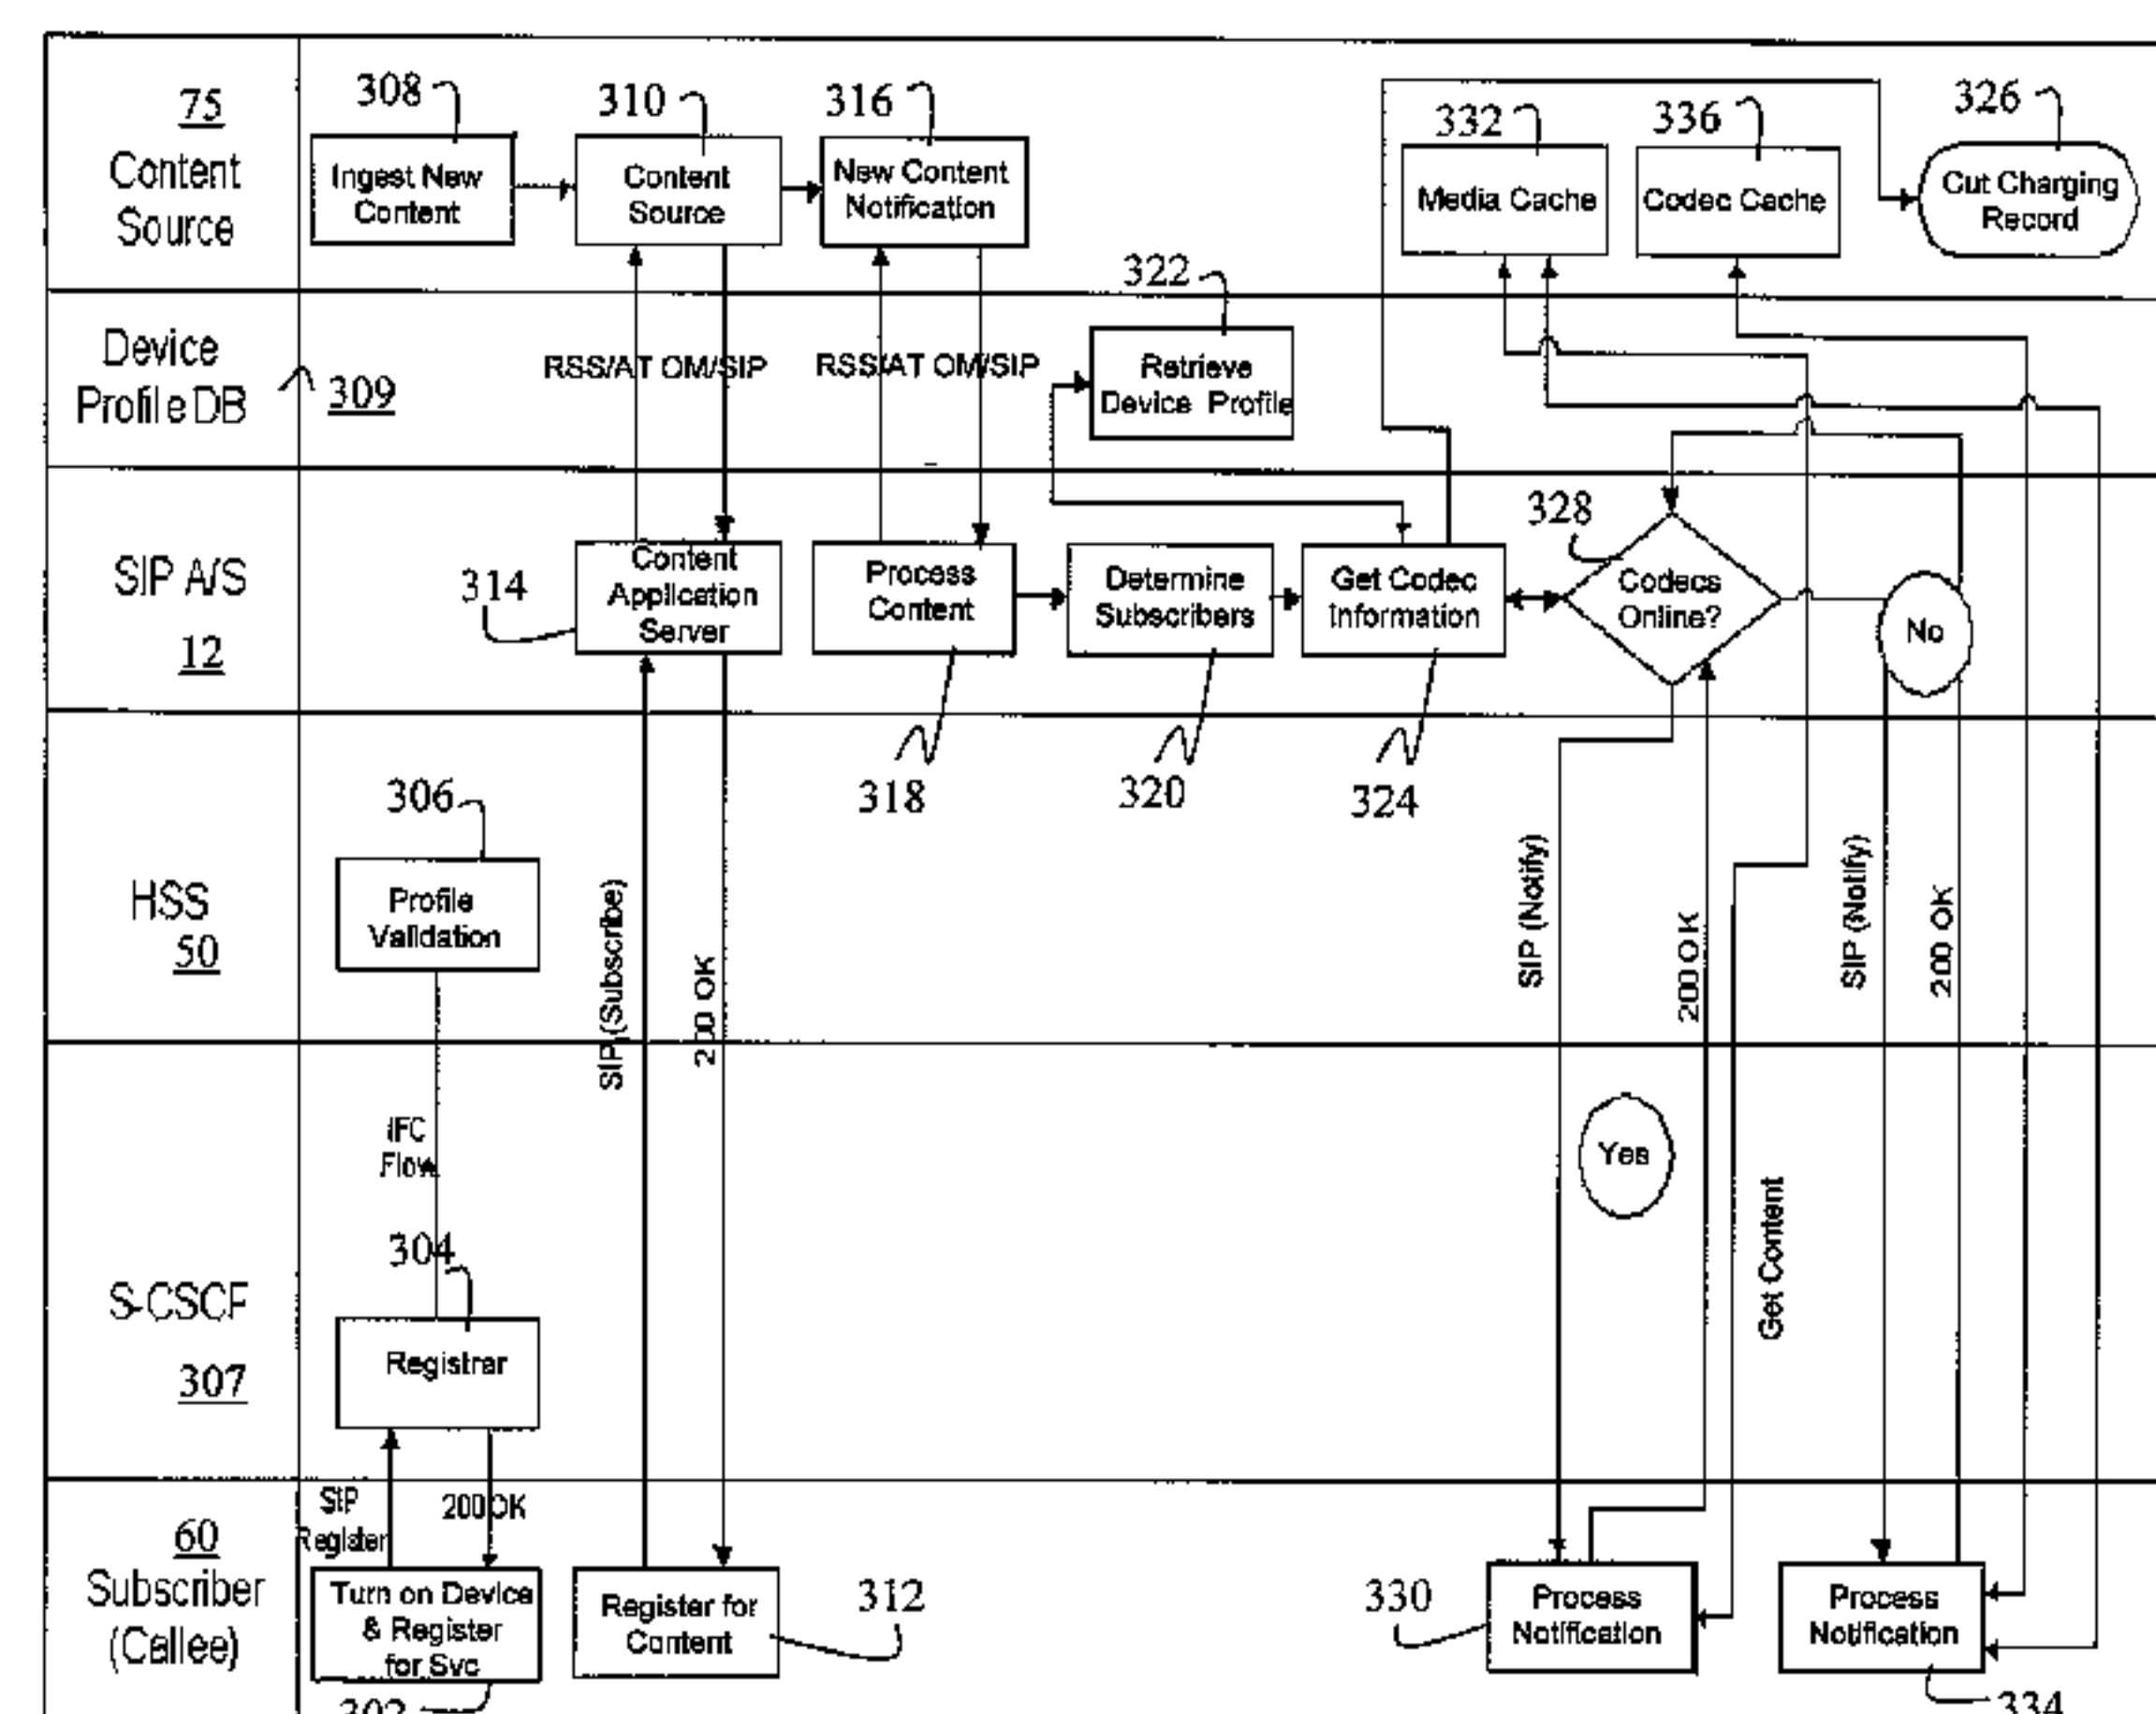 75
Content
Source
308
Ingest New
Content
310
Content
Source
316
New Content
Notification
332
Media Cache
336
Codec Cache
326
Cut Charging
Record
Device
Profile DB
309
RSS/AT OM/SIP
RSS/AT OM/SIP
322
Retrieve
Device Profile
SIP A/S
12
314
Content
Application
Server
Process
Content
318
Determine
Subscribers
320
Get Codec
Information
324
328
Codecs
Online?
No
HSS
50
306
Profile
Validation
SIP (Subscribe)
200 OK
SIP (Notify)
200 OK
SIP (Notify)
200 OK
S-CSCF
307
IFC
Flow
304
Registrar
Yes
Get Content
60
Subscriber
(Callee)
SIP
Register
200 OK
Turn on Device
& Register
for Svc
302
Register for
Content
312
330
Process
Notification
Process
Notification
334